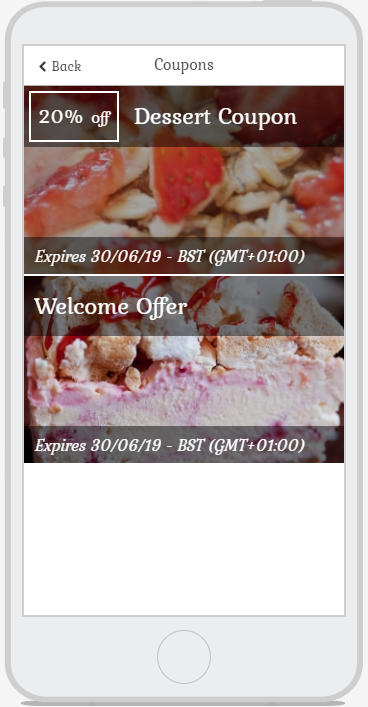 Back
Coupons
20% off
Dessert Coupon
Expires 30/06/19 - BST (GMT+01:00)
Welcome Offer
Expires 30/06/19 - BST (GMT+01:00)